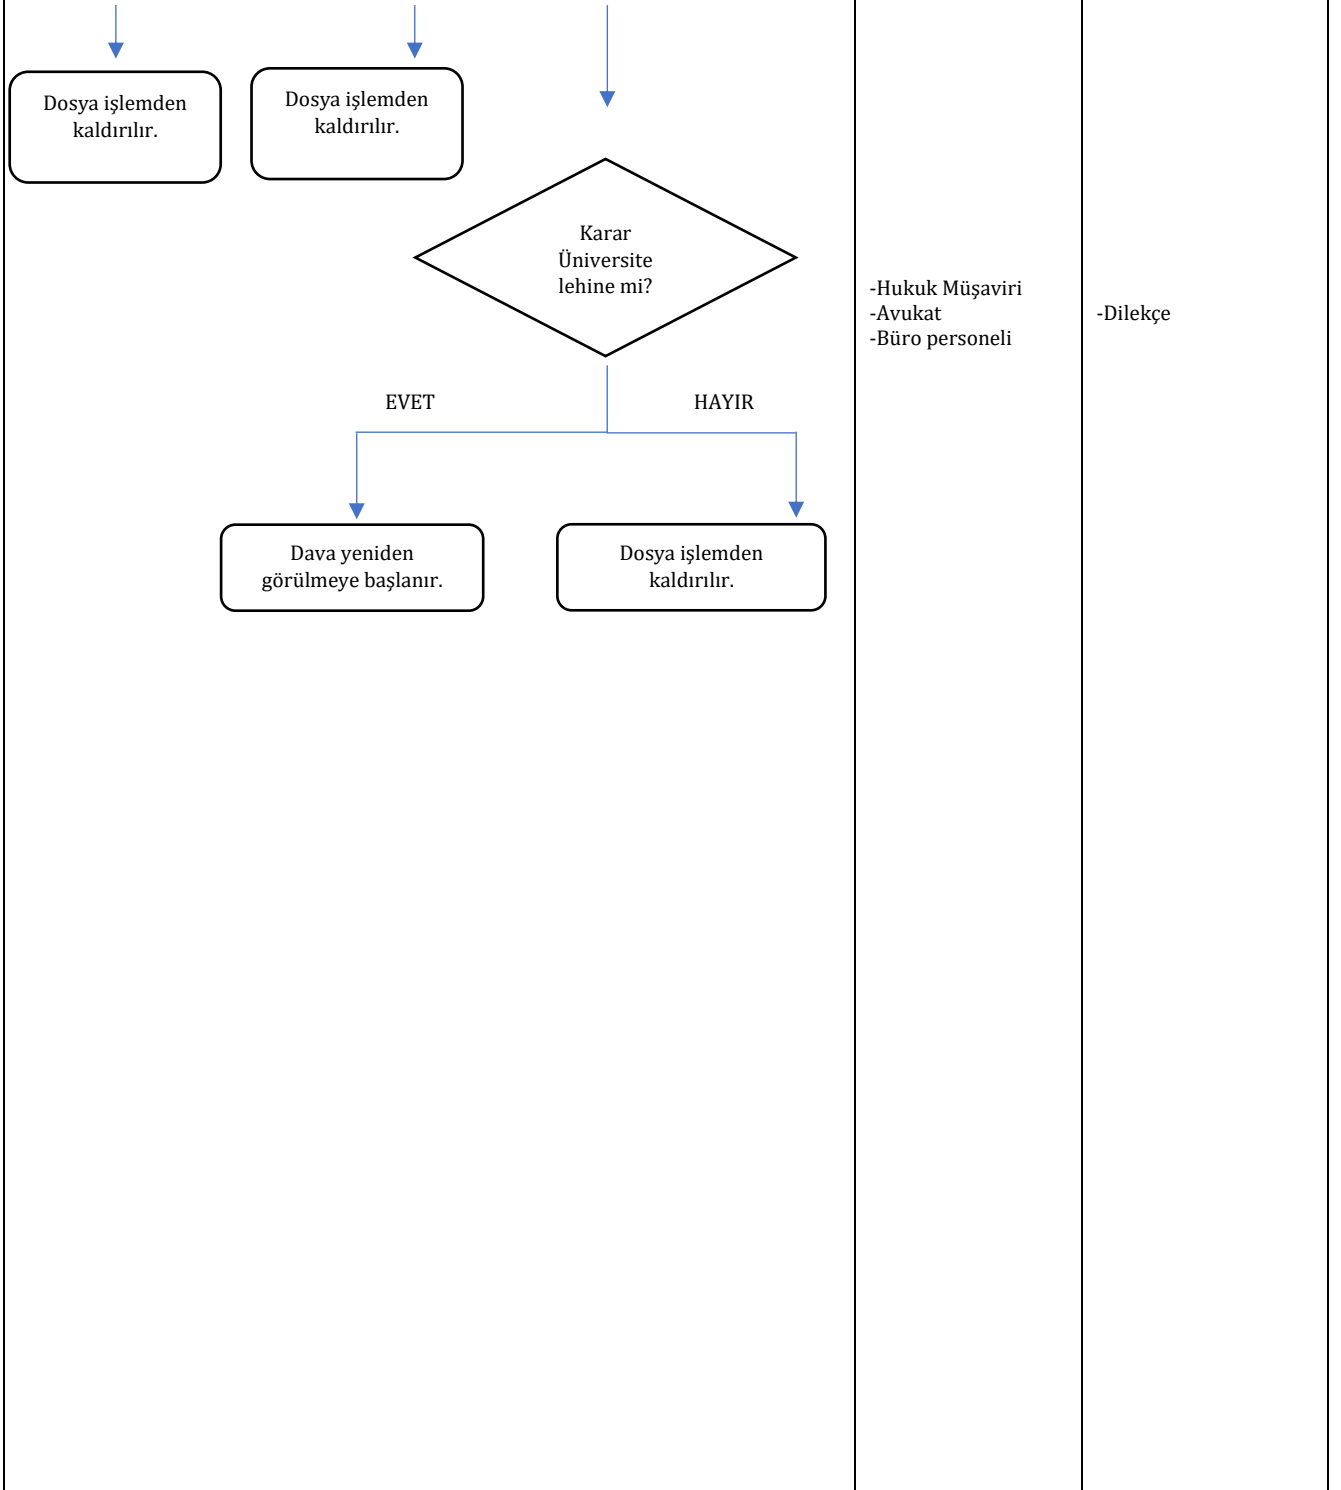 Dosya işlemden
kaldırılır.
Dosya işlemden
kaldırılır.
Karar
Üniversite
lehine mi?
-Hukuk Müşaviri
-Avukat
-Büro personeli
-Dilekçe
EVET
HAYIR
Dava yeniden
görülmeye başlanır.
Dosya işlemden
kaldırılır.